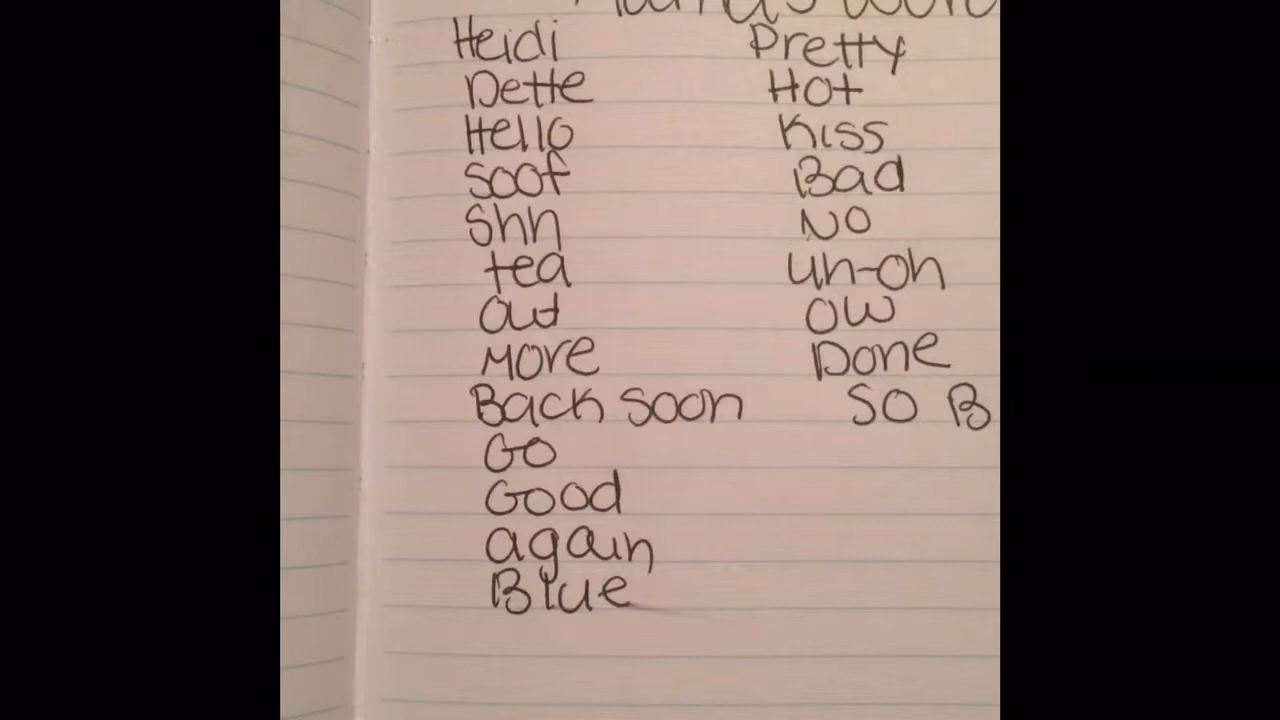 Heidi Pretty
Dette Hot
Hello Kiss
Soof Bad
Shh NO
tea uh-oh
Out OW
More Done
Back soon SO B
Go
Good
again
Blue